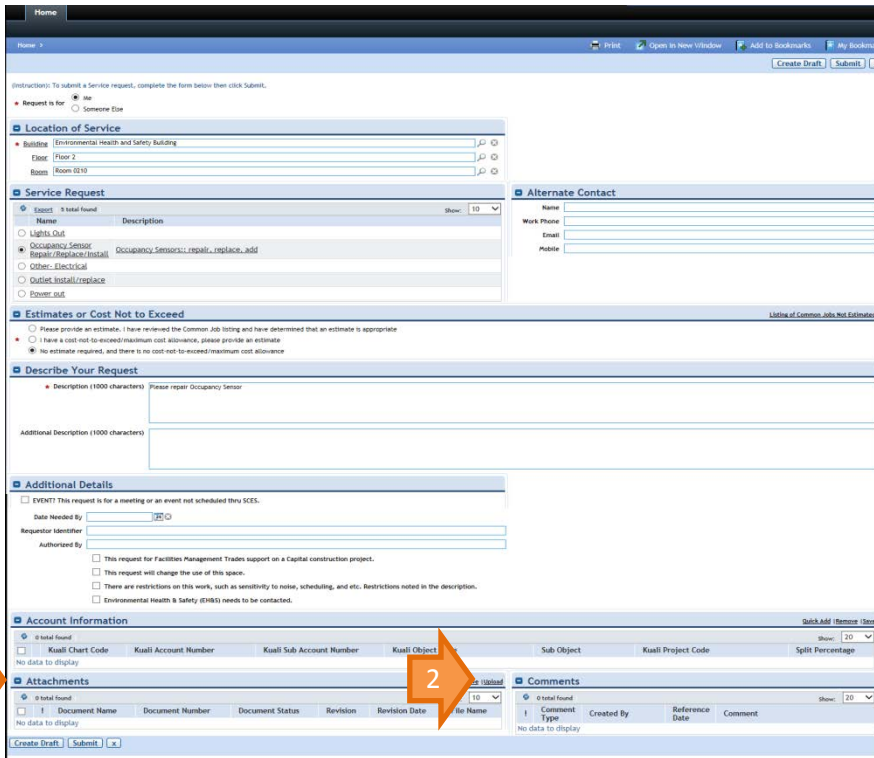 Home
Home >
Print Open in New Window Add to Bookmarks My Bookma
Create Draft Submit
(Instruction): To submit a Service request, complete the form below then click Submit.
* Request is for Me
Someone Else
Location of Service
* Building Environmental Health and Safety Building
Floor Floor 2
Room Room 0210
Service Request
Export 5 total found Show: 10
Name Description
Lights Out
Occupancy Sensor Repair/Replace/Install Occupancy Sensors:: repair, replace, add
Other- Electrical
Outlet install/replace
Power out
Alternate Contact
Name
Work Phone
Email
Mobile
Estimates or Cost Not to Exceed Listing of Common Jobs Not Estimated
Please provide an estimate. I have reviewed the Common Job listing and have determined that an estimate is appropriate
* I have a cost-not-to-exceed/maximum cost allowance, please provide an estimate
No estimate required, and there is no cost-not-to-exceed/maximum cost allowance
Describe Your Request
* Description (1000 characters) Please repair Occupancy Sensor
Additional Description (1000 characters)
Additional Details
EVENT? This request is for a meeting or an event not scheduled thru SCES.
Date Needed By
Requestor Identifier
Authorized By
This request for Facilities Management Trades support on a Capital construction project.
This request will change the use of this space.
There are restrictions on this work, such as sensitivity to noise, scheduling, and etc. Restrictions noted in the description.
Environmental Health & Safety (EH&S) needs to be contacted.
Account Information Quick Add |Remove |Save
0 total found Show: 20
Kuali Chart Code Kuali Account Number Kuali Sub Account Number Kuali Object Sub Object Kuali Project Code Split Percentage
No data to display
Attachments |Upload
0 total found 10
! Document Name Document Number Document Status Revision Revision Date File Name
No data to display
2
Comments
0 total found Show: 20
! Comment Type Created By Reference Date Comment
No data to display
Create Draft Submit x